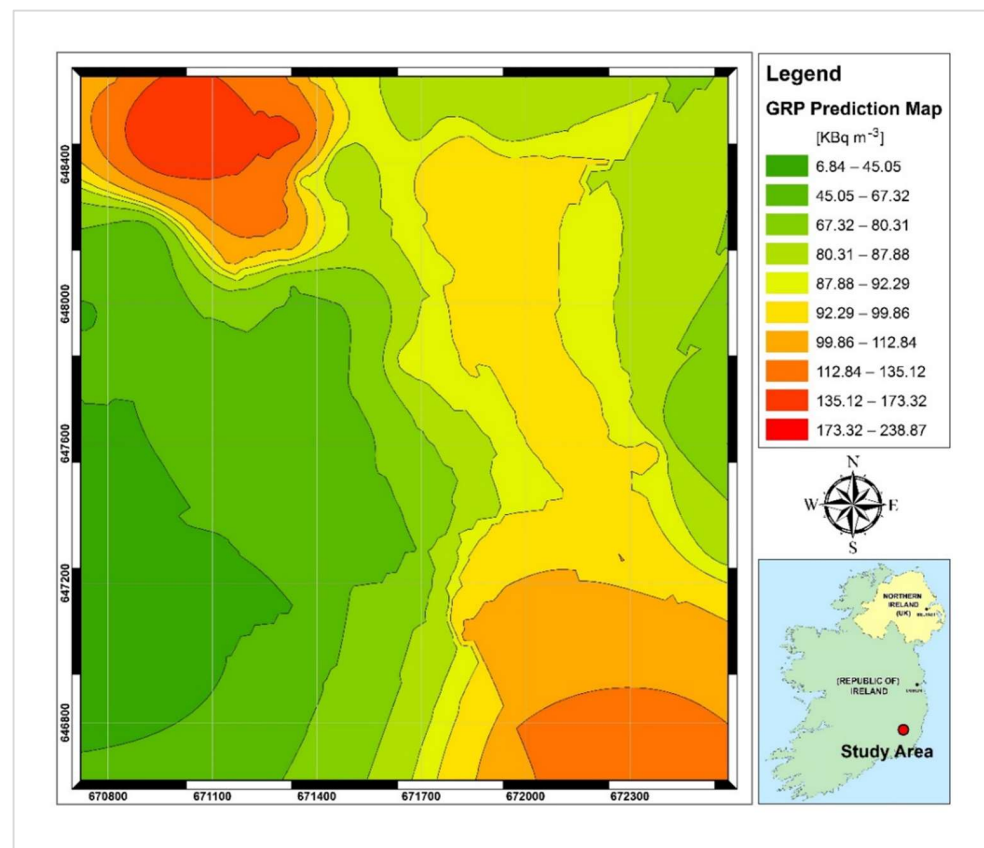 Legend
GRP Prediction Map
[KBq m-3]
6.84 – 45.05
45.05 – 67.32
67.32 – 80.31
80.31 – 87.88
87.88 – 92.29
92.29 – 99.86
99.86 – 112.84
112.84 – 135.12
135.12 – 173.32
173.32 – 238.87
648400
648000
647600
647200
646800
670800 671100 671400 671700 672000 672300
N
W E
S
NORTHERN
IRELAND
(UK)
[REPUBLIC OF]
IRELAND
Study Area